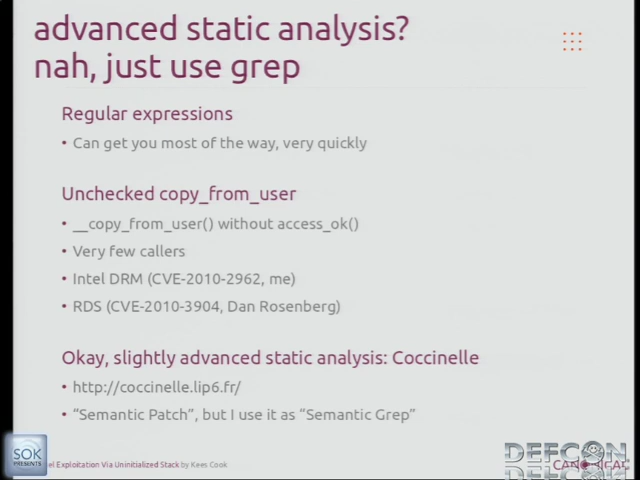 advanced static analysis?
nah, just use grep
Regular expressions
• Can get you most of the way, very quickly
Unchecked copy_from_user
• __copy_from_user() without access_ok()
• Very few callers
• Intel DRM (CVE-2010-2962, me)
• RDS (CVE-2010-3904, Dan Rosenberg)
Okay, slightly advanced static analysis: Coccinelle
• http://coccinelle.lip6.fr/
• “Semantic Patch”, but I use it as “Semantic Grep”
SOK
PRESENTS
Exploitation Via Uninitialized Stack by Kees Cook
DEFCON